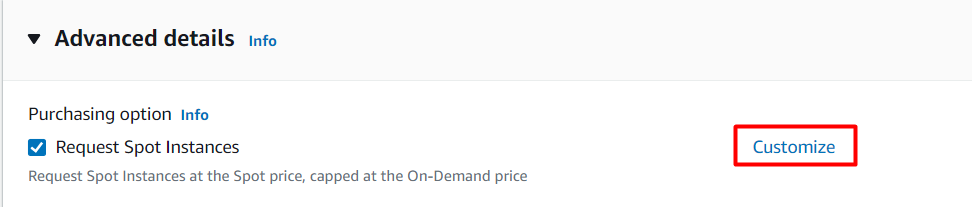 Advanced details Info
Purchasing option Info
Request Spot Instances Customize
Request Spot Instances at the Spot price, capped at the On-Demand price